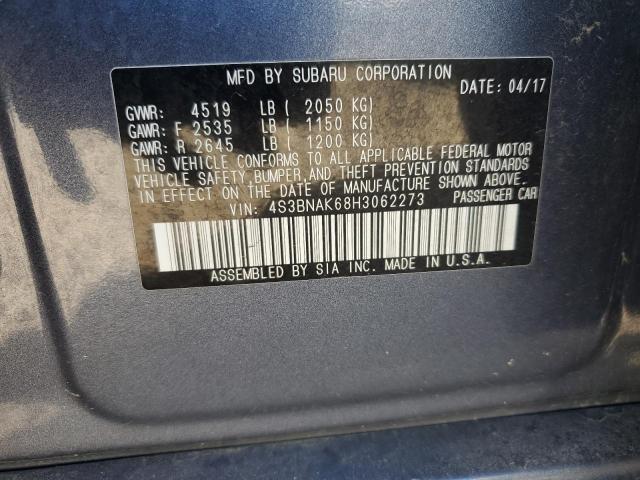 MFD BY SUBARU CORPORATION
DATE: 04/17
GVWR: 4519 LB ( 2050 KG)
GAWR: F 2535 LB ( 1150 KG)
GAWR: R 2645 LB ( 1200 KG)
THIS VEHICLE CONFORMS TO ALL APPLICABLE FEDERAL MOTOR
VEHICLE SAFETY, BUMPER, AND THEFT PREVENTION STANDARDS
IN EFFECT ON THE DATE OF MANUFACTURE SHOWN ABOVE.
VIN: 4S3BNAK68H3062273 PASSENGER CAR
ASSEMBLED BY SIA INC. MADE IN U.S.A.